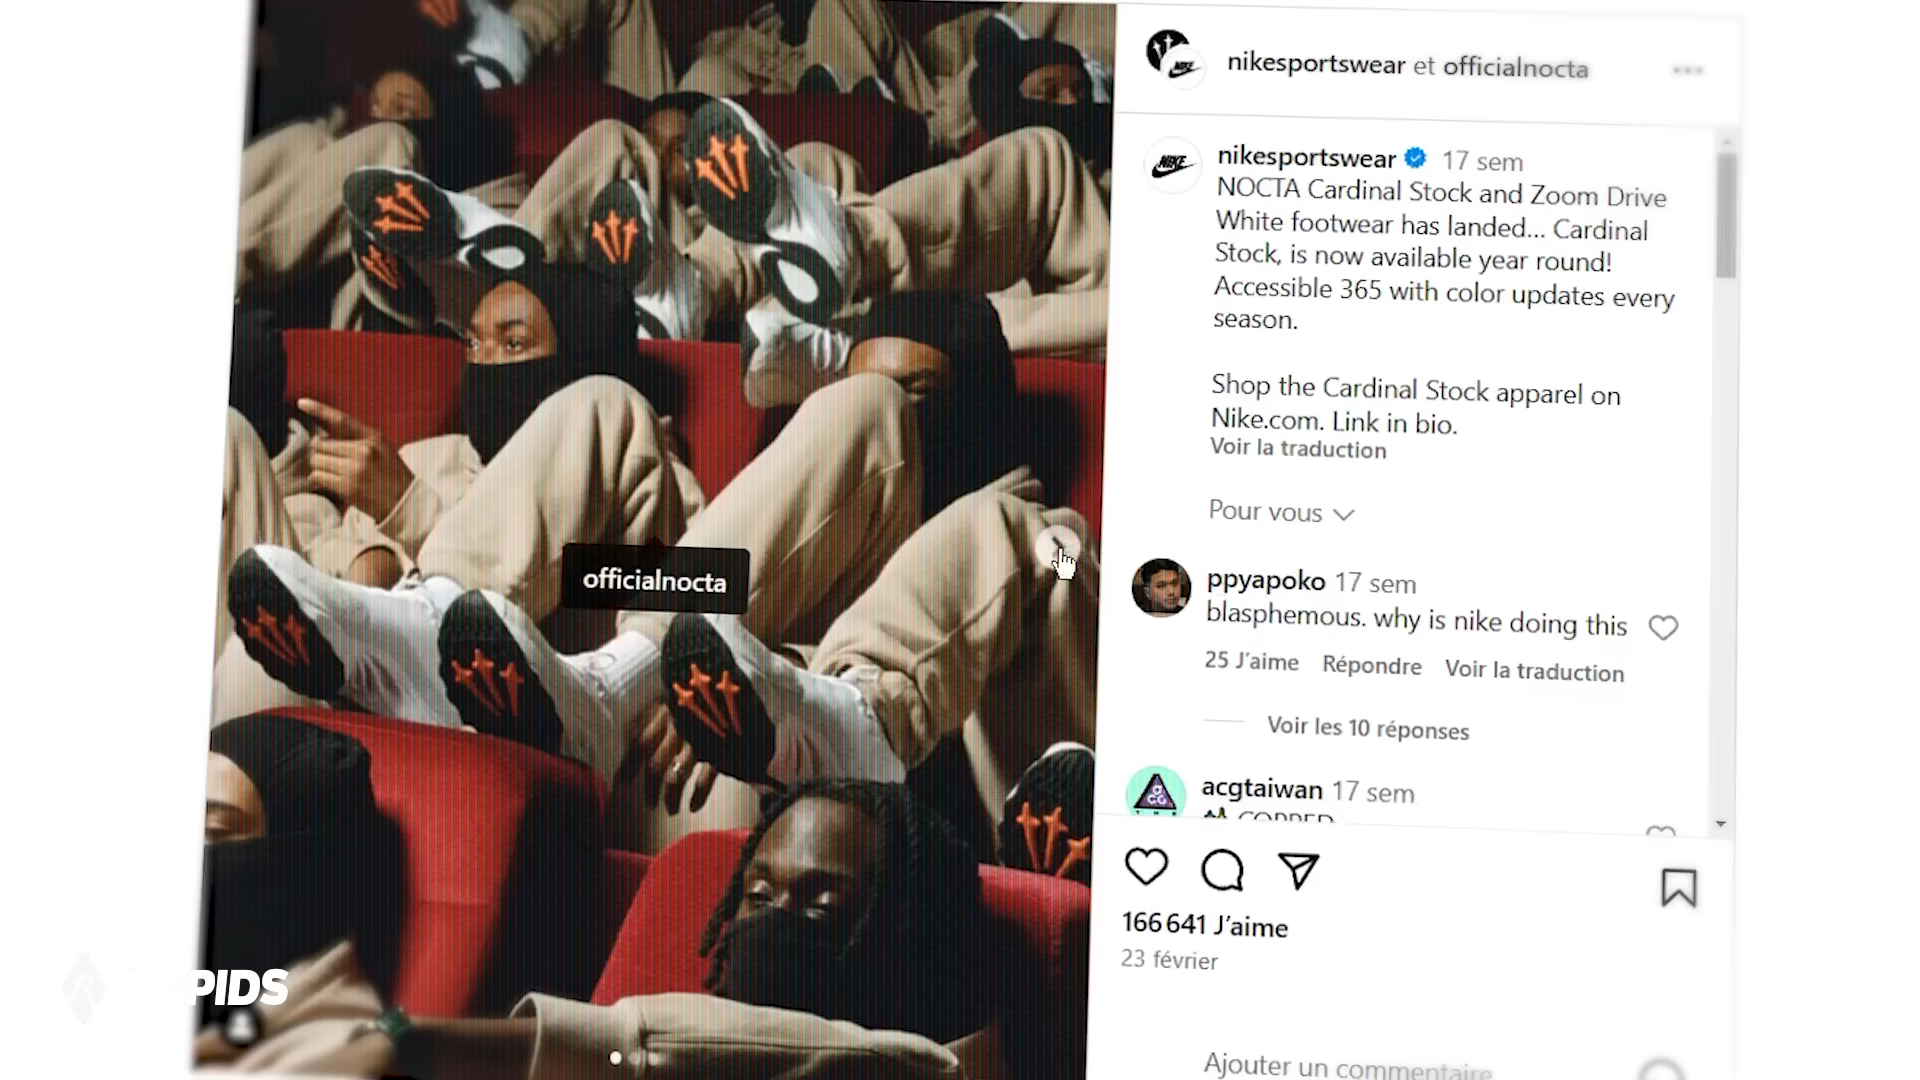 nikesportswear et officialnocta
NIKE
nikesportswear 17 sem
NOCTA Cardinal Stock and Zoom Drive
White footwear has landed... Cardinal
Stock, is now available year round!
Accessible 365 with color updates every
season.
Shop the Cardinal Stock apparel on
Nike.com. Link in bio.
Voir la traduction
Pour vous
officialnocta
ppyapoko 17 sem
blasphemous. why is nike doing this
25 J'aime Répondre Voir la traduction
Voir les 10 réponses
acgtaiwan 17 sem
COPPED
166 641 J'aime
23 février
PIDS
Ajouter un commentaire